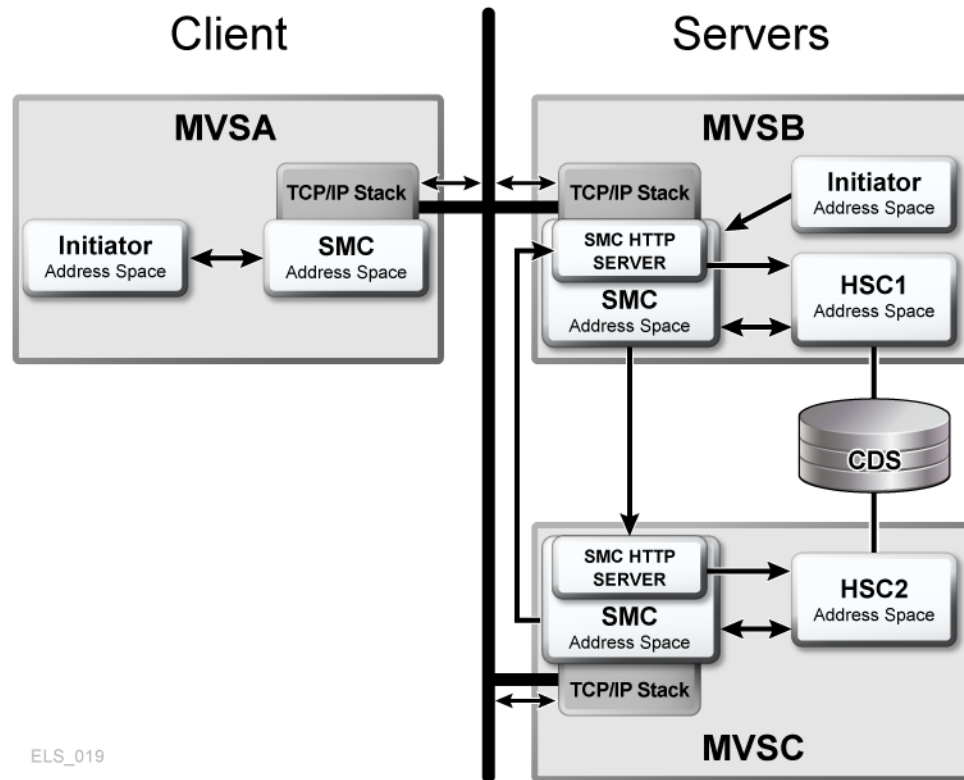 Client
Servers
MVSA
TCP/IP Stack
Initiator
Address Space
SMC
Address Space
MVSB
TCP/IP Stack
Initiator
Address Space
SMC HTTP
SERVER
SMC
Address Space
HSC1
Address Space
CDS
SMC HTTP
SERVER
SMC
Address Space
HSC2
Address Space
TCP/IP Stack
MVSC
ELS_019